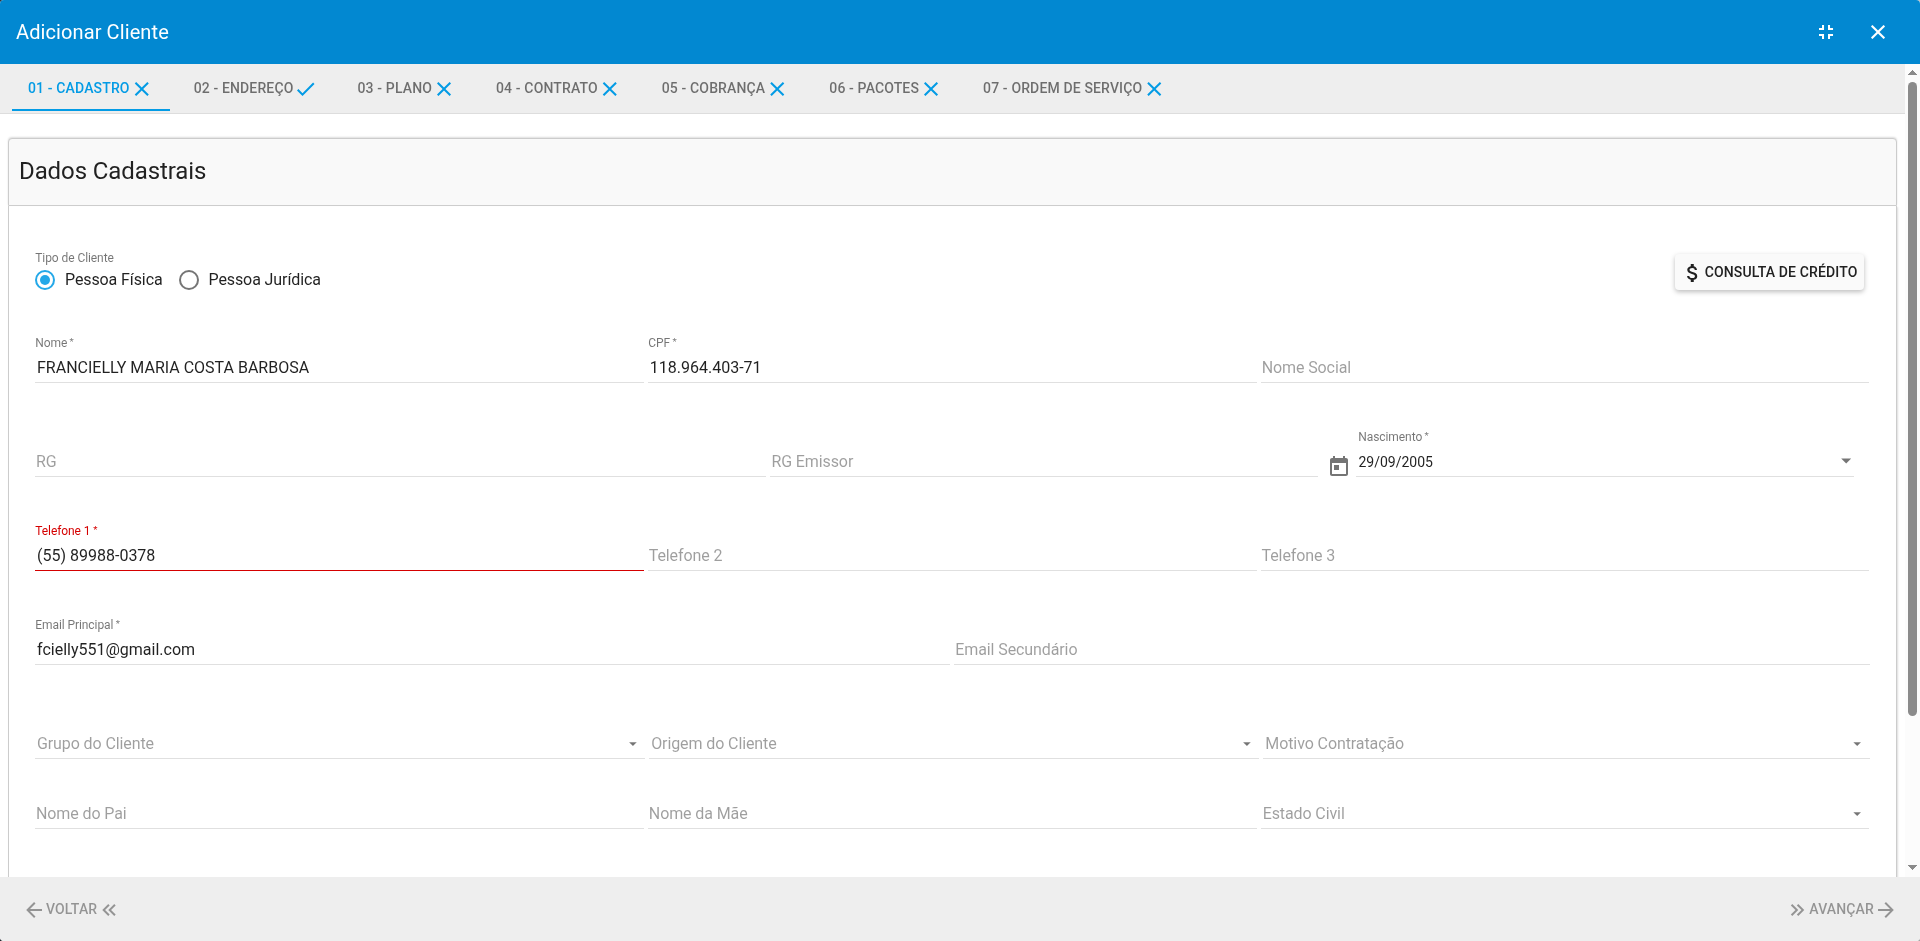 Adicionar Cliente
01 - CADASTRO 02 - ENDEREÇO 03 - PLANO 04 - CONTRATO 05 - COBRANÇA 06 - PACOTES 07 - ORDEM DE SERVIÇO
Dados Cadastrais
Tipo de Cliente
Pessoa Física Pessoa Jurídica
$ CONSULTA DE CRÉDITO
Nome * CPF *
FRANCIELLY MARIA COSTA BARBOSA 118.964.403-71 Nome Social
Nascimento *
RG RG Emissor 29/09/2005
Telefone 1 *
(55) 89988-0378 Telefone 2 Telefone 3
Email Principal *
fcielly551@gmail.com Email Secundário
Grupo do Cliente Origem do Cliente Motivo Contratação
Nome do Pai Nome da Mãe Estado Civil
VOLTAR AVANÇAR